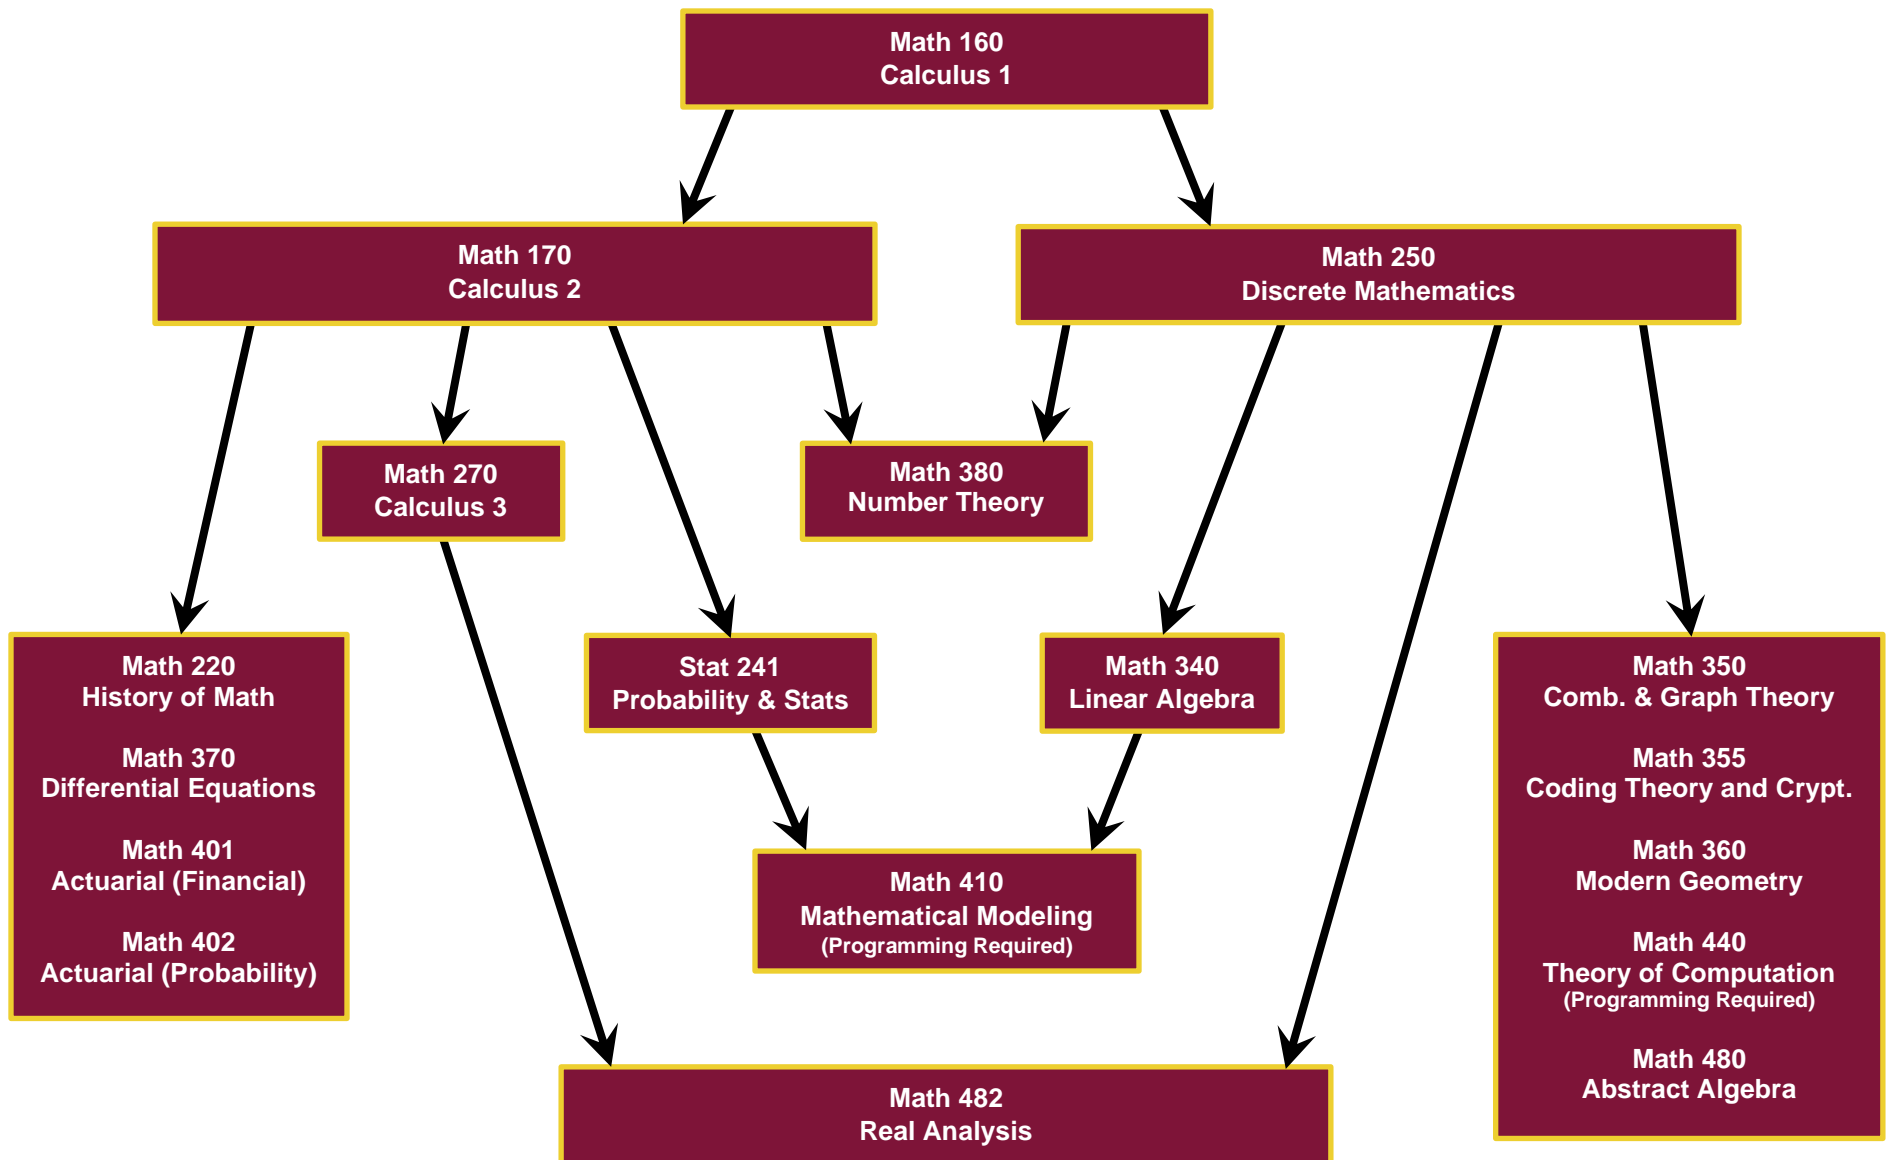 Math 160
Calculus 1
Math 170
Calculus 2
Math 250
Discrete Mathematics
Math 270
Calculus 3
Math 380
Number Theory
Math 220
History of Math
Math 370
Differential Equations
Math 401
Actuarial (Financial)
Math 402
Actuarial (Probability)
Stat 241
Probability & Stats
Math 340
Linear Algebra
Math 350
Comb. & Graph Theory
Math 355
Coding Theory and Crypt.
Math 360
Modern Geometry
Math 440
Theory of Computation
(Programming Required)
Math 480
Abstract Algebra
Math 410
Mathematical Modeling
(Programming Required)
Math 482
Real Analysis